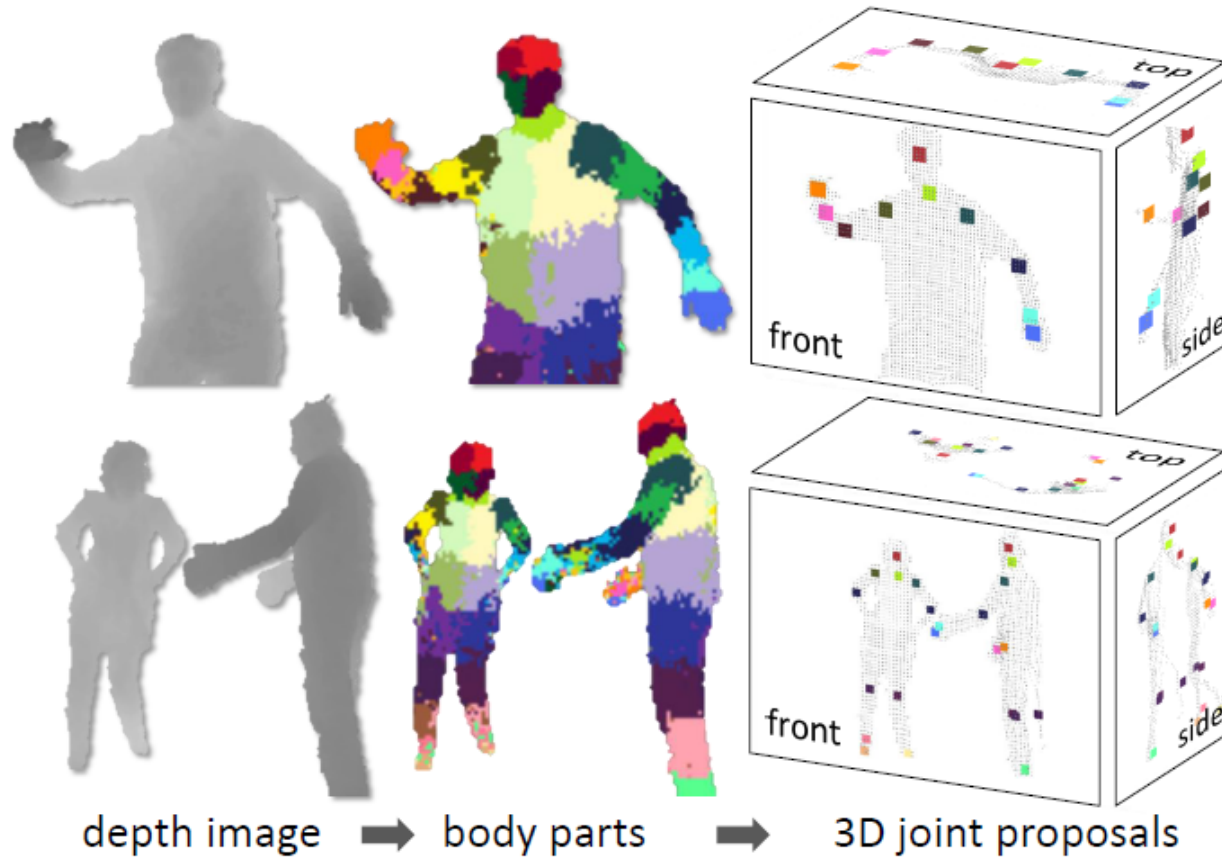 top
front
side
top
front
side
depth image
body parts
3D joint proposals